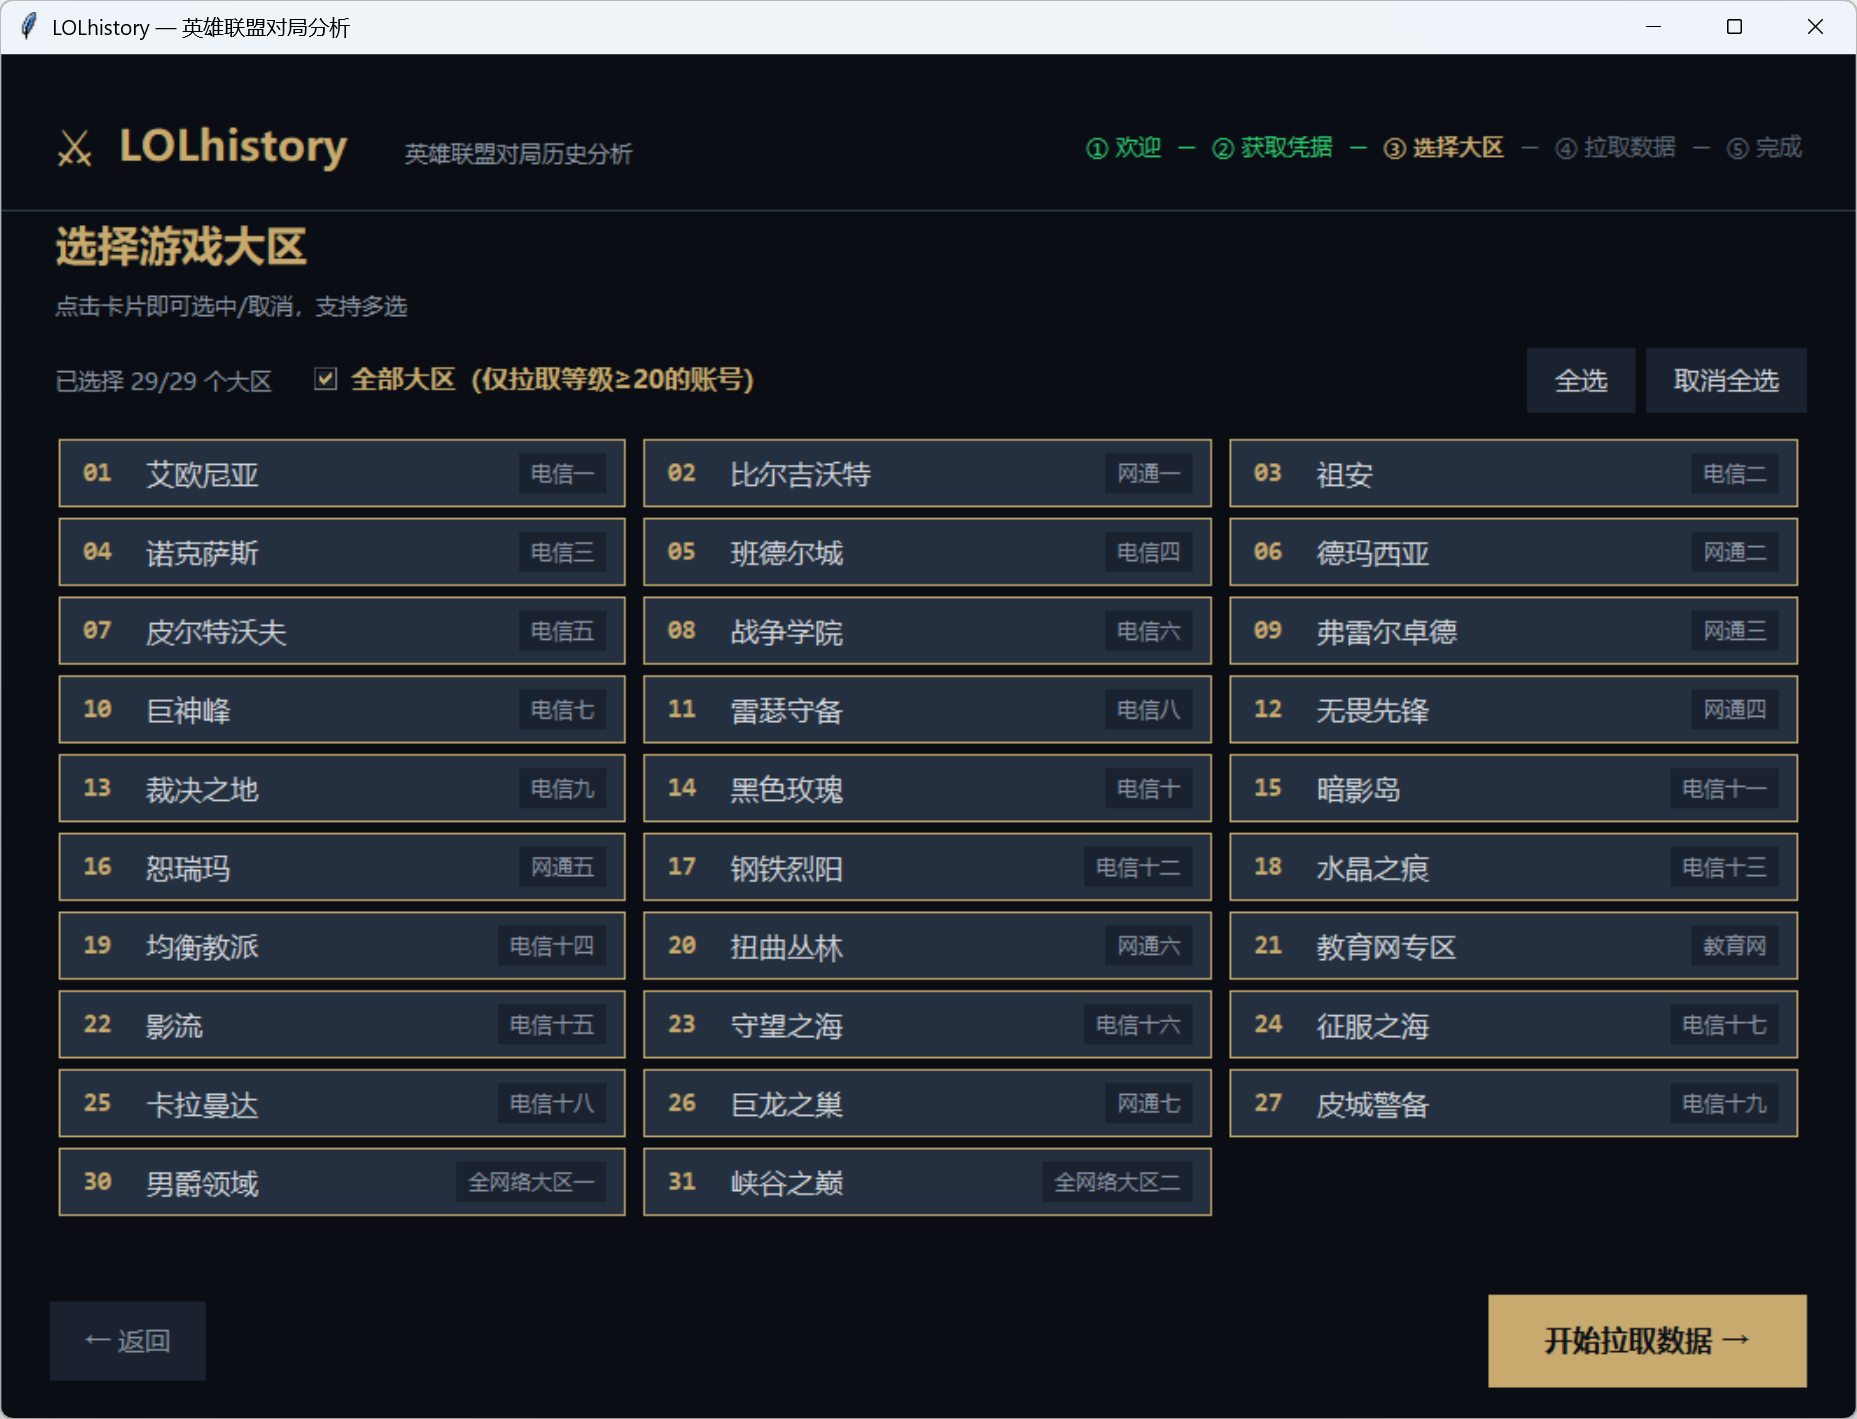 LOLhistory — 英雄联盟对局分析
⚔ LOLhistory 英雄联盟对局历史分析
① 欢迎 — ② 获取凭据 — ③ 选择大区 — ④ 拉取数据 — ⑤ 完成
选择游戏大区
点击卡片即可选中/取消，支持多选
已选择 29/29 个大区 全部大区（仅拉取等级≥20的账号） 全选 取消全选
01 艾欧尼亚 电信一 02 比尔吉沃特 网通一 03 祖安 电信二
04 诺克萨斯 电信三 05 班德尔城 电信四 06 德玛西亚 网通二
07 皮尔特沃夫 电信五 08 战争学院 电信六 09 弗雷尔卓德 网通三
10 巨神峰 电信七 11 雷瑟守备 电信八 12 无畏先锋 网通四
13 裁决之地 电信九 14 黑色玫瑰 电信十 15 暗影岛 电信十一
16 恕瑞玛 网通五 17 钢铁烈阳 电信十二 18 水晶之痕 电信十三
19 均衡教派 电信十四 20 扭曲丛林 网通六 21 教育网专区 教育网
22 影流 电信十五 23 守望之海 电信十六 24 征服之海 电信十七
25 卡拉曼达 电信十八 26 巨龙之巢 网通七 27 皮城警备 电信十九
30 男爵领域 全网络大区一 31 峡谷之巅 全网络大区二
← 返回 开始拉取数据 →